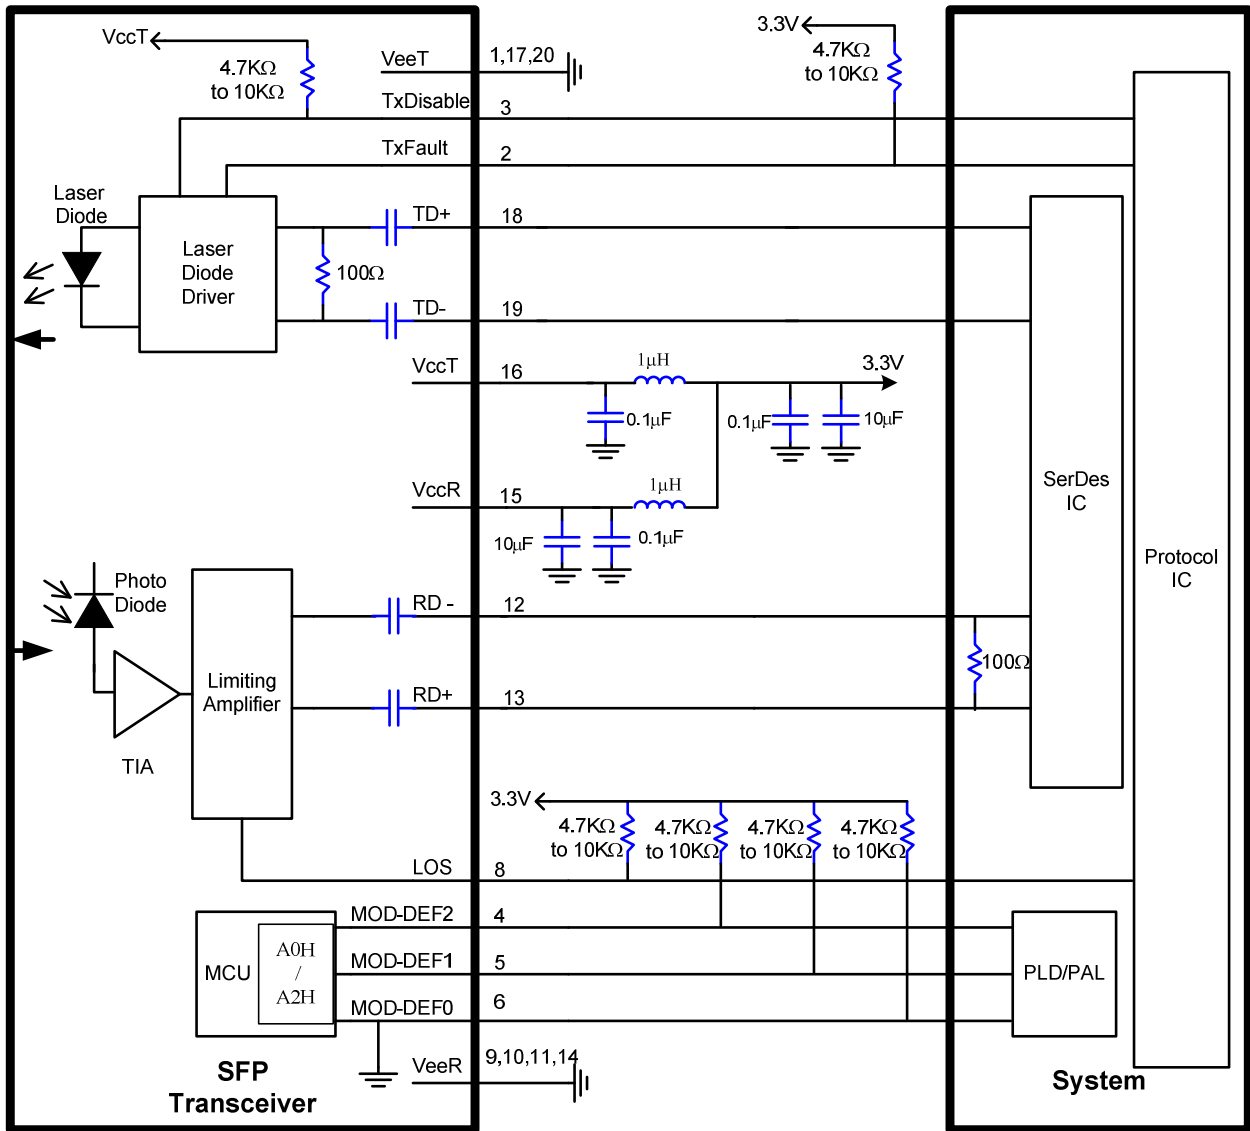 VccT
4.7KΩ
to 10KΩ
VeeT
1,17,20
3.3V
4.7KΩ
to 10KΩ
TxDisable
3
TxFault
2
Laser
Diode
Laser
Diode
Driver
TD+
18
100Ω
TD-
19
VccT
16
1μH
3.3V
0.1μF
0.1μF
10μF
VccR
15
1μH
10μF
0.1μF
SerDes
IC
Protocol
IC
Photo
Diode
RD -
12
100Ω
Limiting
Amplifier
RD+
13
TIA
3.3V
4.7KΩ
to 10KΩ
4.7KΩ
to 10KΩ
4.7KΩ
to 10KΩ
4.7KΩ
to 10KΩ
LOS
8
MOD-DEF2
4
MCU
A0H
/
A2H
MOD-DEF1
5
PLD/PAL
MOD-DEF0
6
VeeR
9,10,11,14
SFP
Transceiver
System